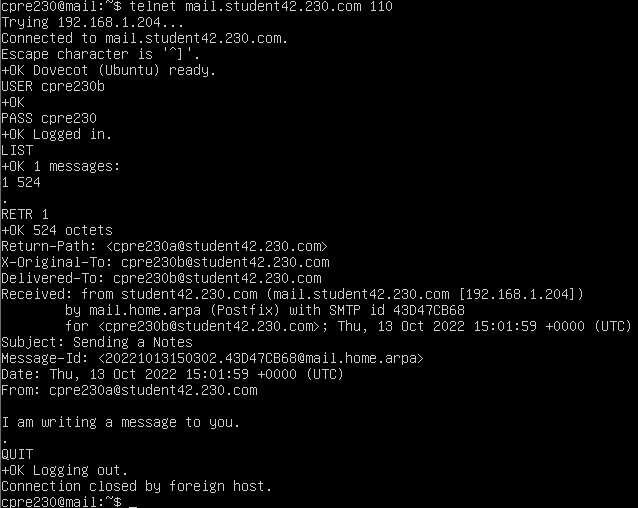 cpre230@mail:~$ telnet mail.student42.230.com 110
Trying 192.168.1.204...
Connected to mail.student42.230.com.
Escape character is '^]'.
+OK Dovecot (Ubuntu) ready.
USER cpre230b
+OK
PASS cpre230
+OK Logged in.
LIST
+OK 1 messages:
1 524
.
RETR 1
+OK 524 octets
Return-Path: <cpre230a@student42.230.com>
X-Original-To: cpre230b@student42.230.com
Delivered-To: cpre230b@student42.230.com
Received: from student42.230.com (mail.student42.230.com [192.168.1.204])
        by mail.home.arpa (Postfix) with SMTP id 43D47CB68
        for <cpre230b@student42.230.com>; Thu, 13 Oct 2022 15:01:59 +0000 (UTC)
Subject: Sending a Notes
Message-Id: <20221013150302.43D47CB68@mail.home.arpa>
Date: Thu, 13 Oct 2022 15:01:59 +0000 (UTC)
From: cpre230a@student42.230.com

I am writing a message to you.
.
QUIT
+OK Logging out.
Connection closed by foreign host.
cpre230@mail:~$ _